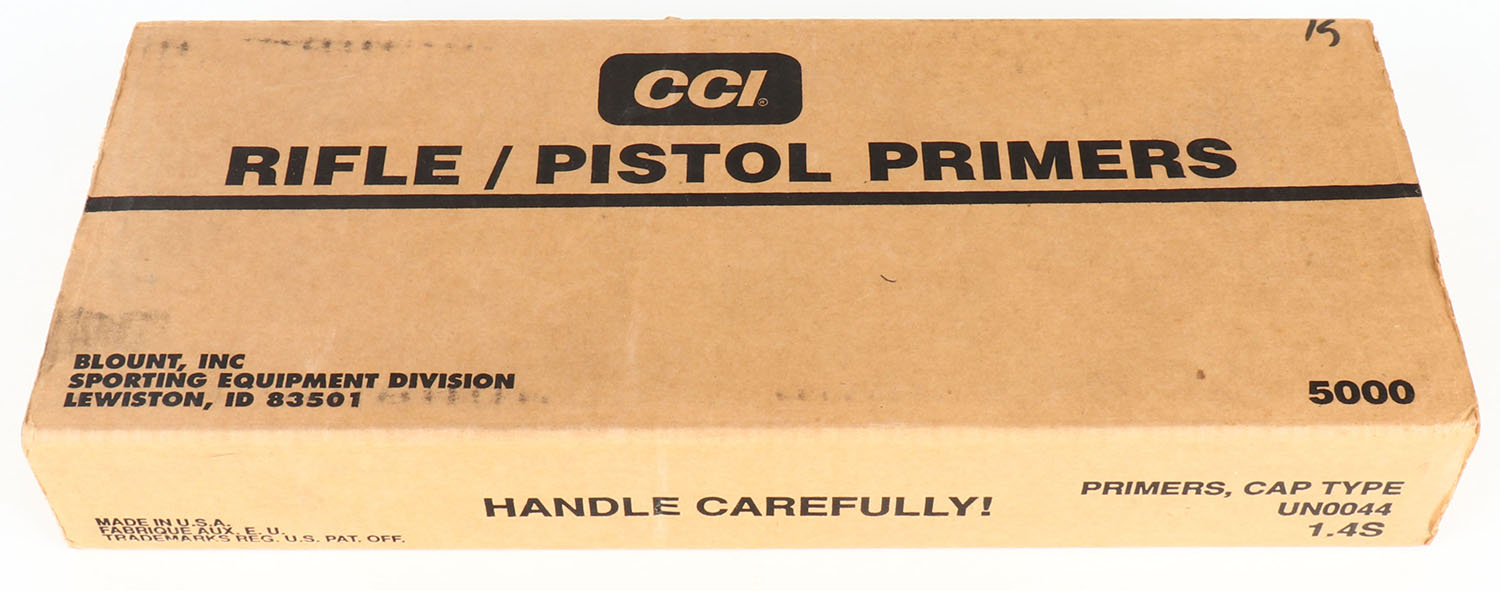 15
CCI®
RIFLE / PISTOL PRIMERS
BLOUNT, INC
SPORTING EQUIPMENT DIVISION
LEWISTON, ID 83501
5000
HANDLE CAREFULLY!
PRIMERS, CAP TYPE
UN0044
1.4S
MADE IN U.S.A.
FABRIQUE AUX. E. U.
TRADEMARKS REG. U.S. PAT. OFF.